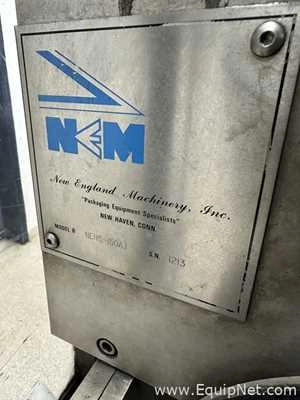 NEM
New England Machinery, Inc.
"Packaging Equipment Specialists"
NEW HAVEN, CONN.
MODEL # S.N. 1213
www.EquipNet.com